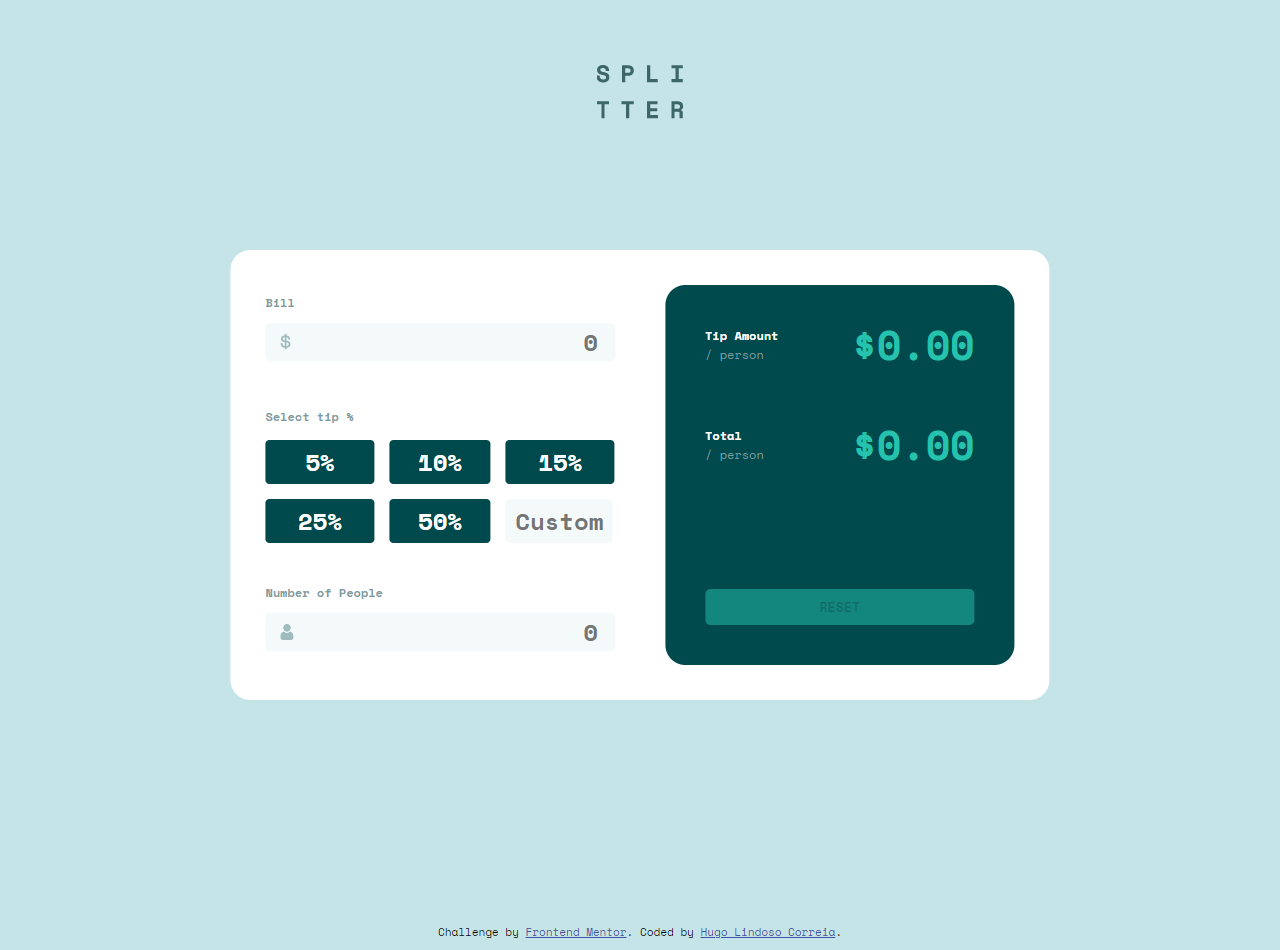 SPLI
TTER
Bill
$ 0
Select tip %
5% 10% 15%
25% 50% Custom
Number of People
0
Tip Amount
/ person
$0.00
Total
/ person
$0.00
RESET
Challenge by Frontend Mentor. Coded by Hugo Lindoso Correia.